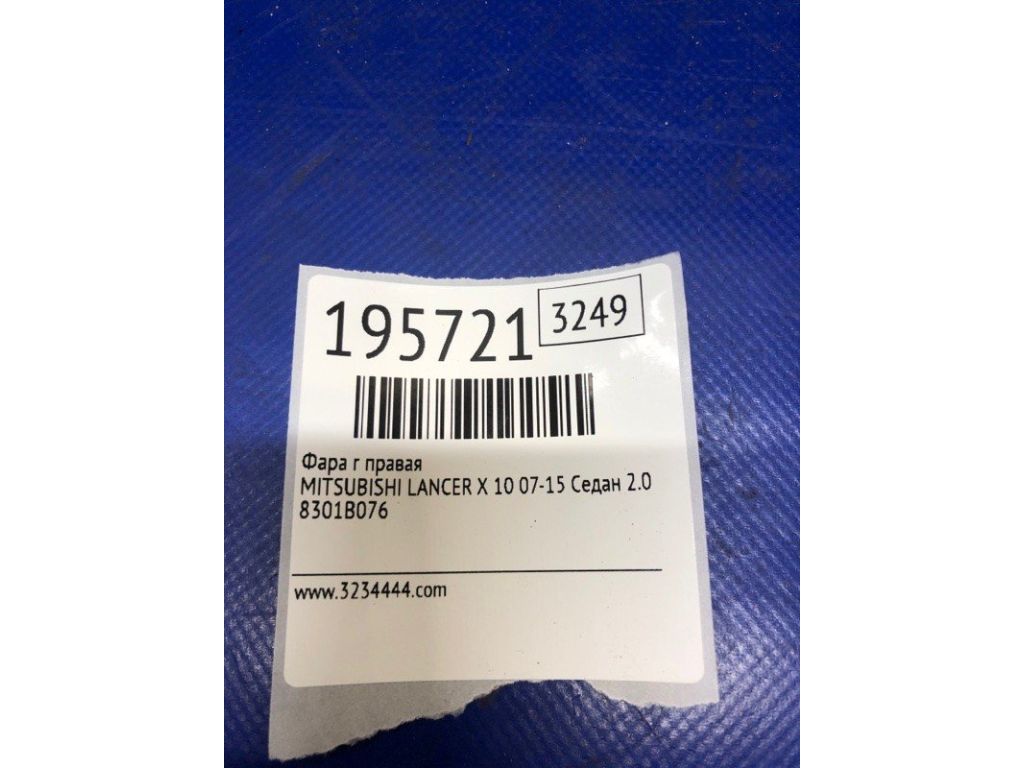 195721 3249
Фара г правая
MITSUBISHI LANCER X 10 07-15 Седан 2.0
8301B076
www.3234444.com